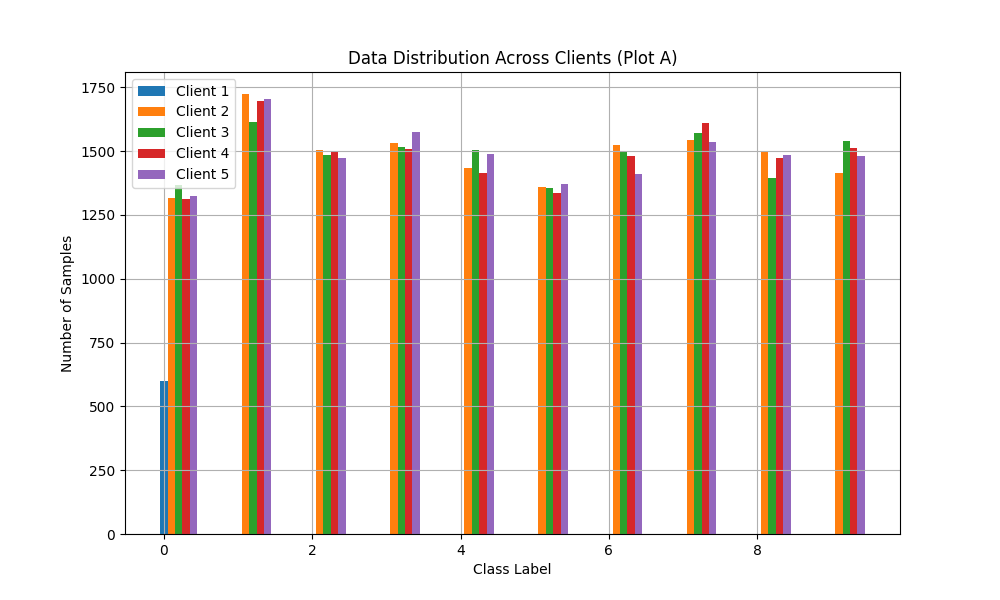 Data Distribution Across Clients (Plot A)
Number of Samples
1750
1500
1250
1000
750
500
250
0
Client 1
Client 2
Client 3
Client 4
Client 5
0 2 4 6 8
Class Label